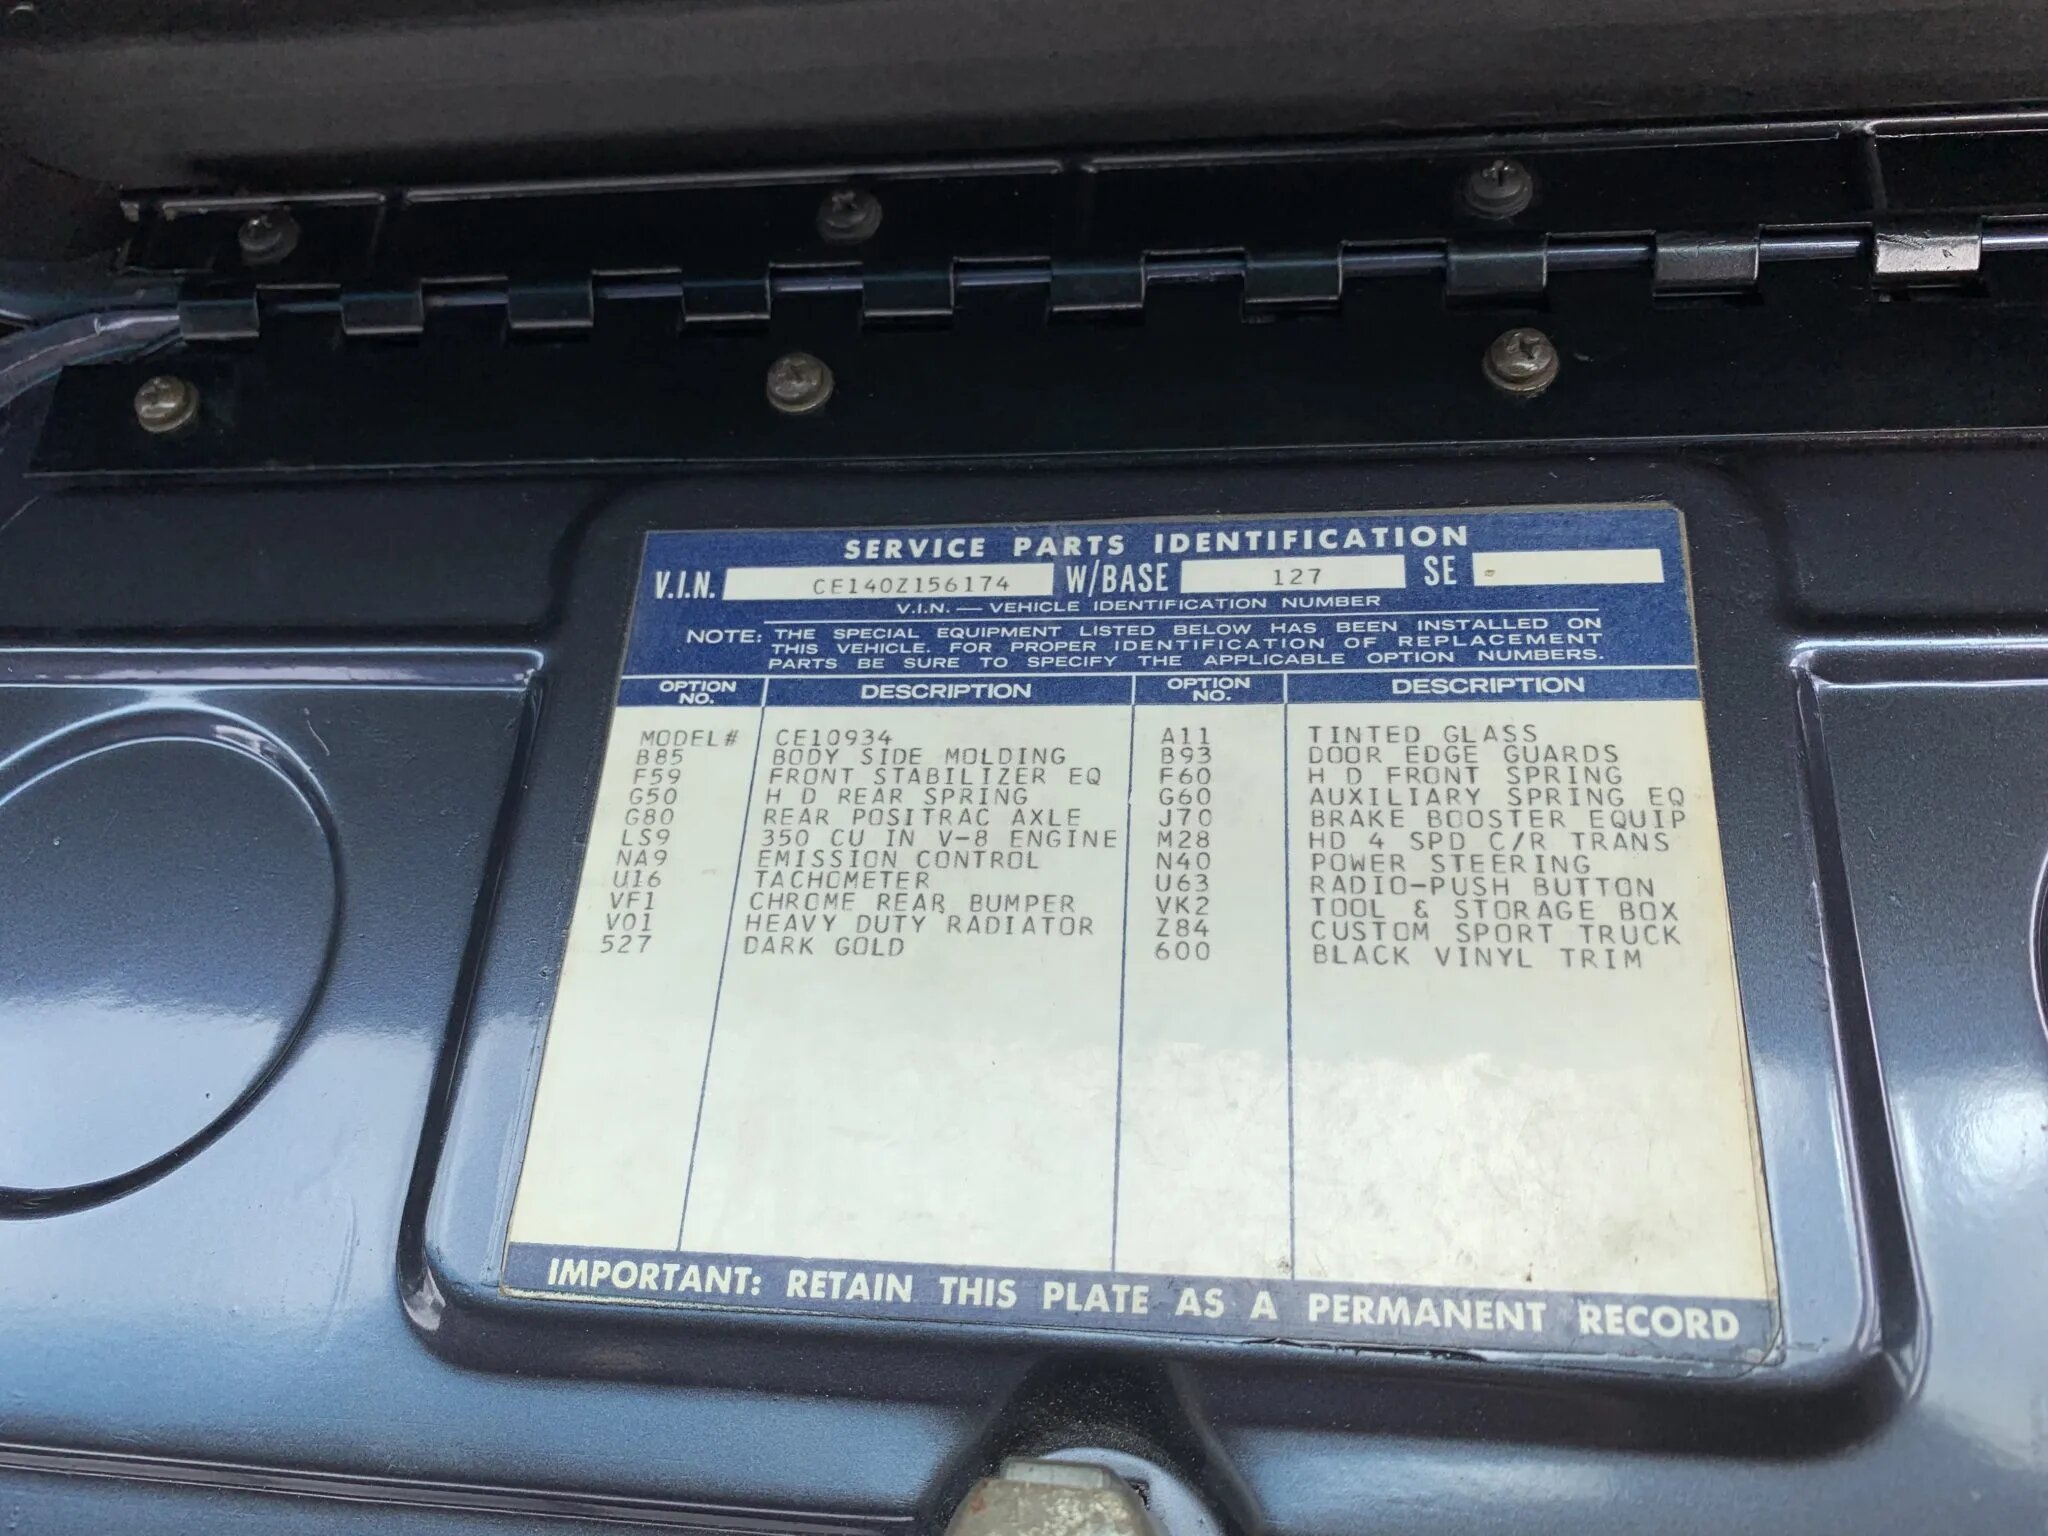 SERVICE PARTS IDENTIFICATION
V.I.N. CE140Z156174 W/BASE 127 SE
V.I.N. — VEHICLE IDENTIFICATION NUMBER
NOTE: THE SPECIAL EQUIPMENT LISTED BELOW HAS BEEN INSTALLED ON
THIS VEHICLE. FOR PROPER IDENTIFICATION OF REPLACEMENT
PARTS BE SURE TO SPECIFY THE APPLICABLE OPTION NUMBERS.
OPTION NO. DESCRIPTION OPTION NO. DESCRIPTION
MODEL# CE10934 A11 TINTED GLASS
B85 BODY SIDE MOLDING B93 DOOR EDGE GUARDS
F59 FRONT STABILIZER EQ F60 H D FRONT SPRING
G50 H D REAR SPRING G60 AUXILIARY SPRING EQ
G80 REAR POSITRAC AXLE J70 BRAKE BOOSTER EQUIP
LS9 350 CU IN V-8 ENGINE M28 HD 4 SPD C/R TRANS
NA9 EMISSION CONTROL N40 POWER STEERING
U16 TACHOMETER U63 RADIO-PUSH BUTTON
VF1 CHROME REAR BUMPER VK2 TOOL & STORAGE BOX
V01 HEAVY DUTY RADIATOR Z84 CUSTOM SPORT TRUCK
527 DARK GOLD 600 BLACK VINYL TRIM
IMPORTANT: RETAIN THIS PLATE AS A PERMANENT RECORD